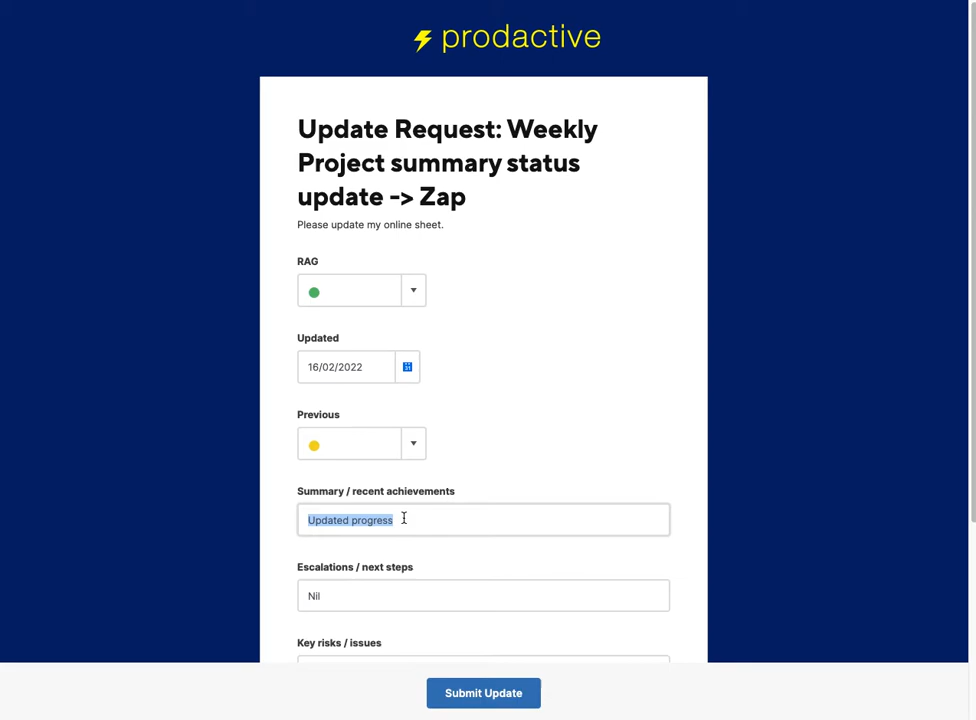 prodactive
Update Request: Weekly
Project summary status
update -> Zap
Please update my online sheet.
RAG
Updated
16/02/2022
31
Previous
Summary / recent achievements
Updated progress
Escalations / next steps
Nil
Key risks / issues
Submit Update